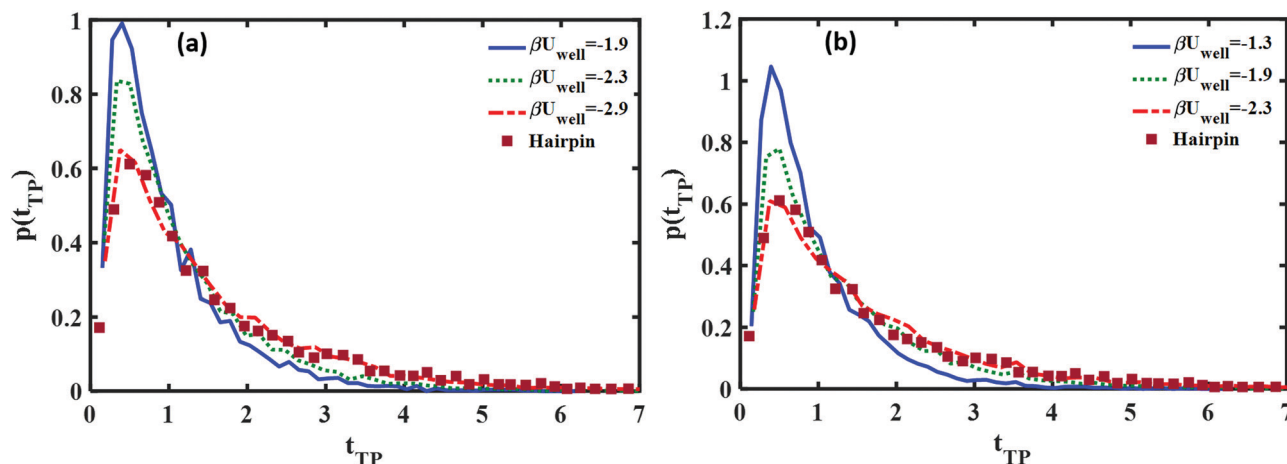 (a)
βU_well=-1.9
βU_well=-2.3
βU_well=-2.9
Hairpin
1
0.8
0.6
0.4
0.2
0
p(t_TP)
0 1 2 3 4 5 6 7
t_TP
(b)
βU_well=-1.3
βU_well=-1.9
βU_well=-2.3
Hairpin
1.2
1
0.8
0.6
0.4
0.2
0
p(t_TP)
0 1 2 3 4 5 6 7
t_TP